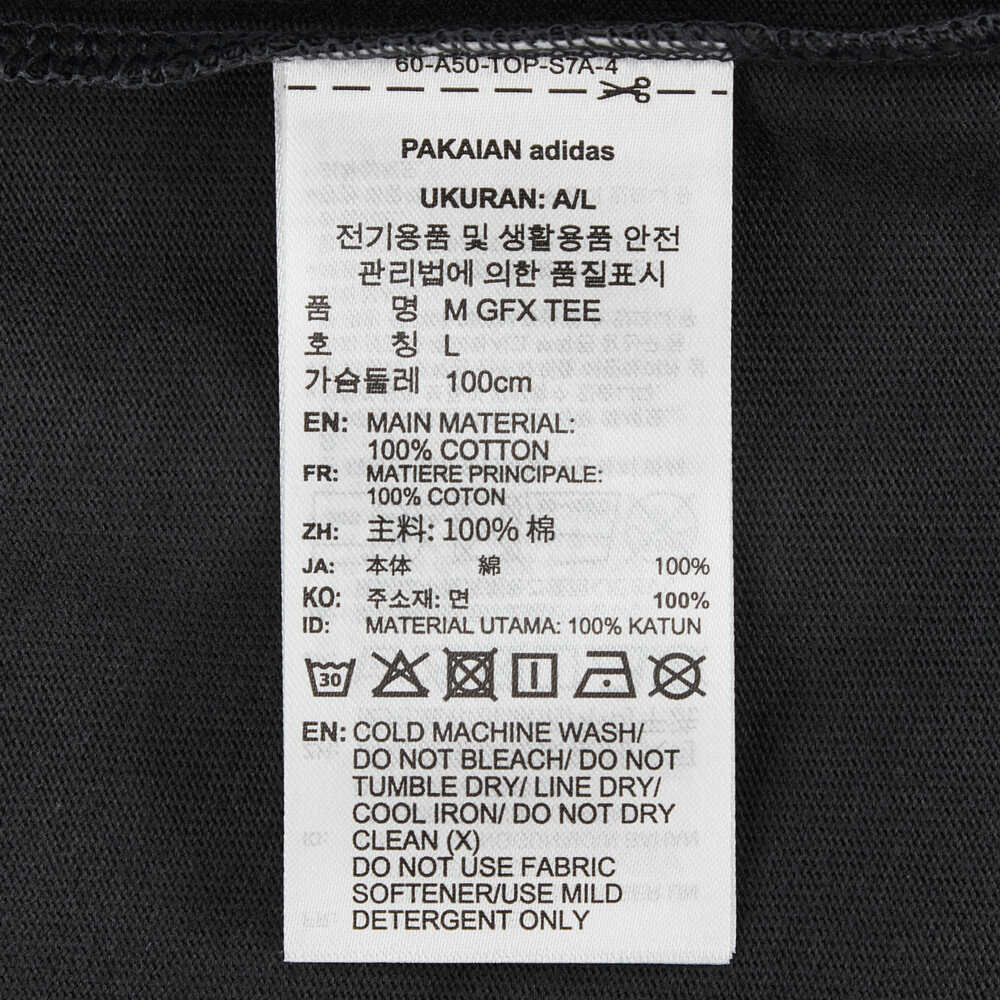 60-A50-TOP-S7A-4
PAKAIAN adidas
UKURAN: A/L
전기용품 및 생활용품 안전
관리법에 의한 품질표시
품 명 M GFX TEE
호 칭 L
가슴둘레 100cm
EN: MAIN MATERIAL:
100% COTTON
FR: MATIERE PRINCIPALE:
100% COTON
ZH: 主料: 100% 棉
JA: 本体 綿 100%
KO: 주소재: 면 100%
ID: MATERIAL UTAMA: 100% KATUN
30
EN: COLD MACHINE WASH/
DO NOT BLEACH/ DO NOT
TUMBLE DRY/ LINE DRY/
COOL IRON/ DO NOT DRY
CLEAN (X)
DO NOT USE FABRIC
SOFTENER/USE MILD
DETERGENT ONLY